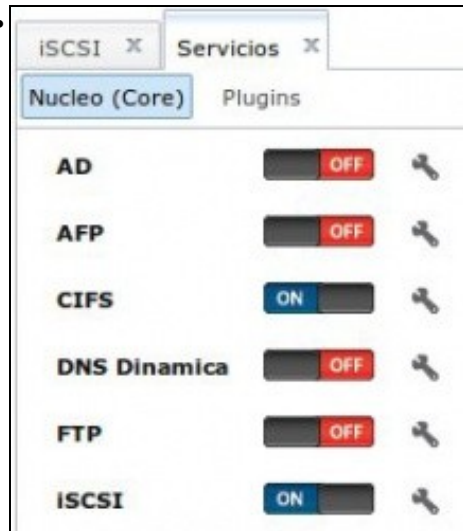 iSCSI x Servicios x
Nucleo (Core) Plugins
AD OFF
AFP OFF
CIFS ON
DNS Dinamica OFF
FTP OFF
iSCSI ON